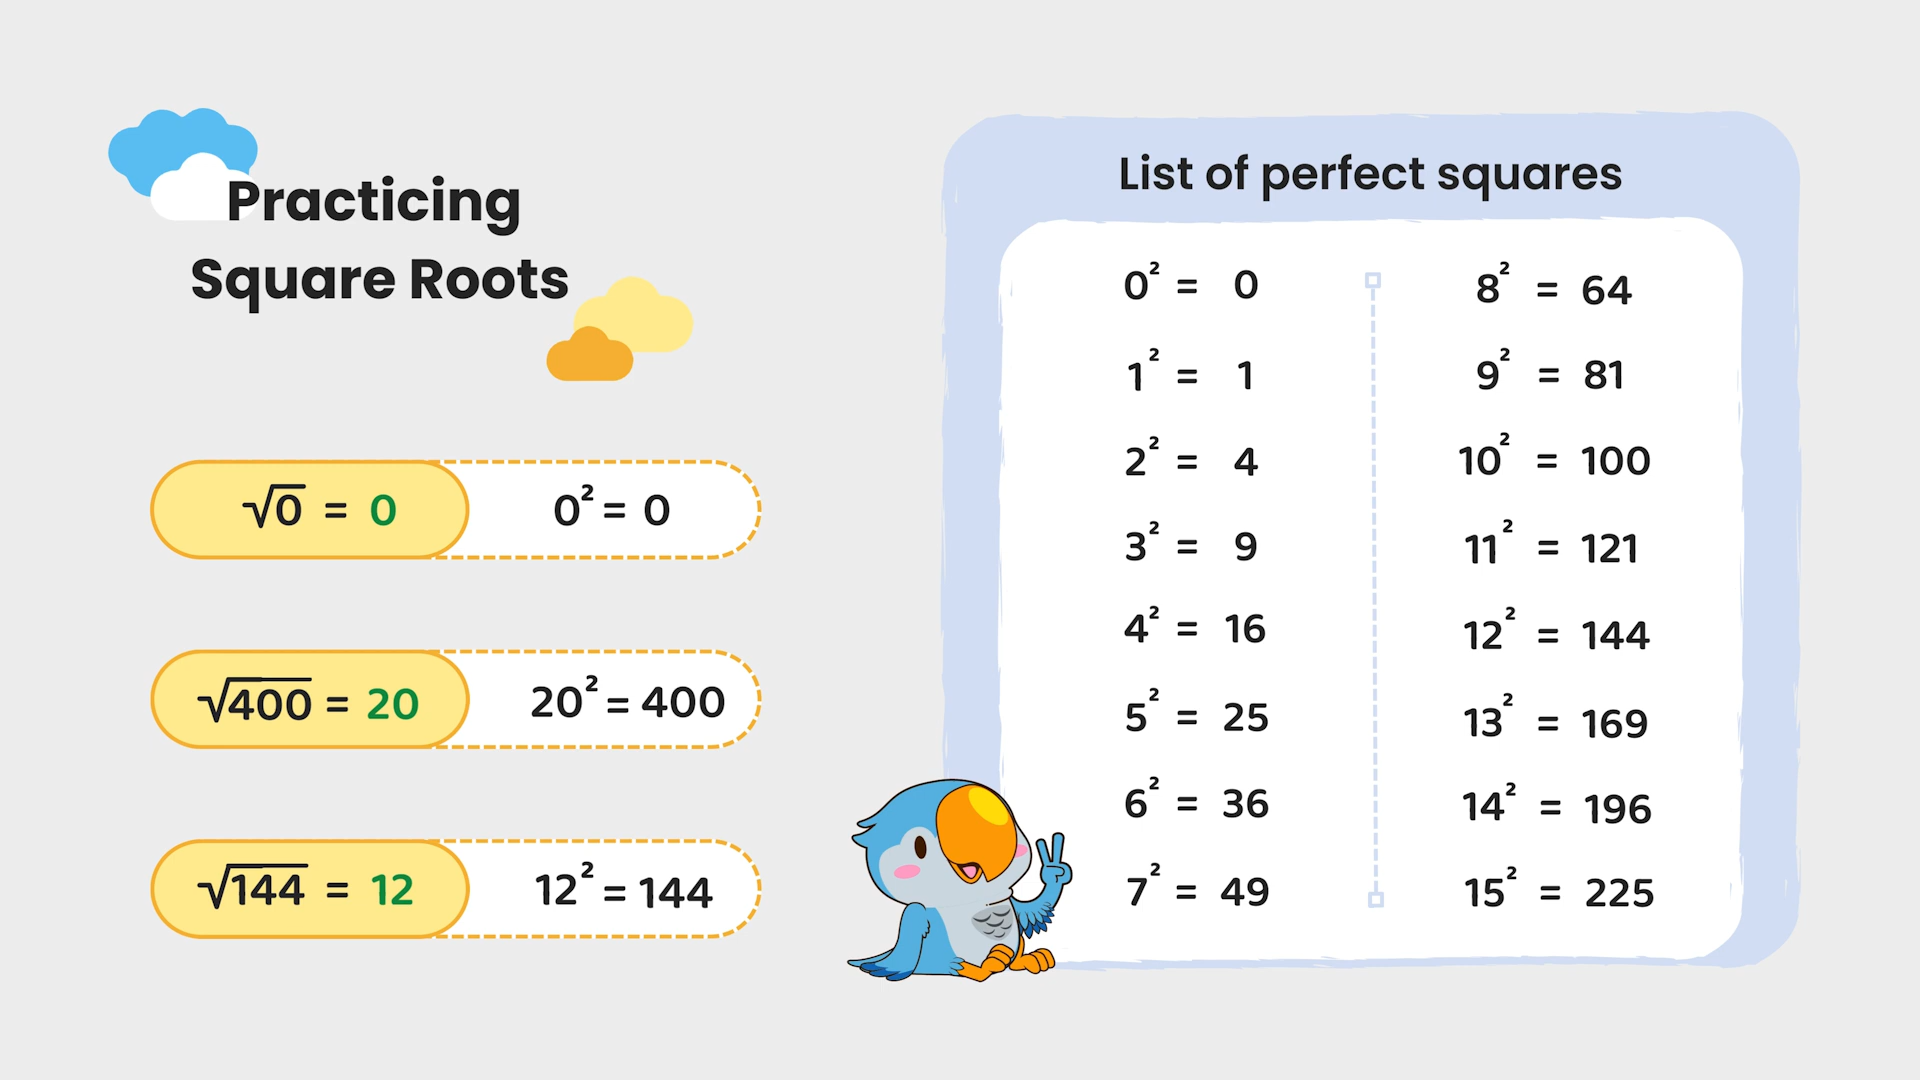 Practicing
Square Roots
√0 = 0
0² = 0
√400 = 20
20² = 400
√144 = 12
12² = 144
List of perfect squares
0² = 0
1² = 1
2² = 4
3² = 9
4² = 16
5² = 25
6² = 36
7² = 49
8² = 64
9² = 81
10² = 100
11² = 121
12² = 144
13² = 169
14² = 196
15² = 225